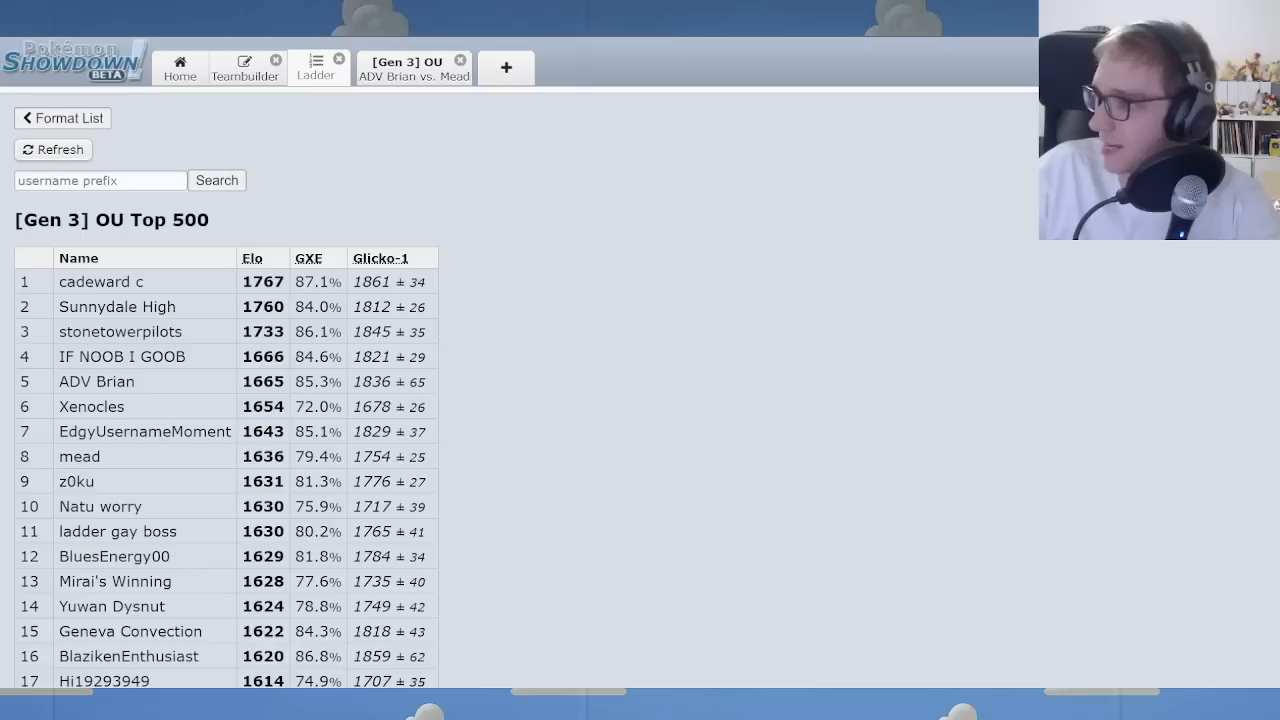 Pokémon
SHOWDOWN!
BETA
Home
Teambuilder
Ladder
[Gen 3] OU
ADV Brian vs. Mead
+
Format List
Refresh
username prefix
Search
[Gen 3] OU Top 500
Name Elo GXE Glicko-1
1 cadeward c 1767 87.1% 1861 ± 34
2 Sunnydale High 1760 84.0% 1812 ± 26
3 stonetowerpilots 1733 86.1% 1845 ± 35
4 IF NOOB I GOOB 1666 84.6% 1821 ± 29
5 ADV Brian 1665 85.3% 1836 ± 65
6 Xenocles 1654 72.0% 1678 ± 26
7 EdgyUsernameMoment 1643 85.1% 1829 ± 37
8 mead 1636 79.4% 1754 ± 25
9 z0ku 1631 81.3% 1776 ± 27
10 Natu worry 1630 75.9% 1717 ± 39
11 ladder gay boss 1630 80.2% 1765 ± 41
12 BluesEnergy00 1629 81.8% 1784 ± 34
13 Mirai's Winning 1628 77.6% 1735 ± 40
14 Yuwan Dysnut 1624 78.8% 1749 ± 42
15 Geneva Convection 1622 84.3% 1818 ± 43
16 BlazikenEnthusiast 1620 86.8% 1859 ± 62
17 Hi19293949 1614 74.9% 1707 ± 35